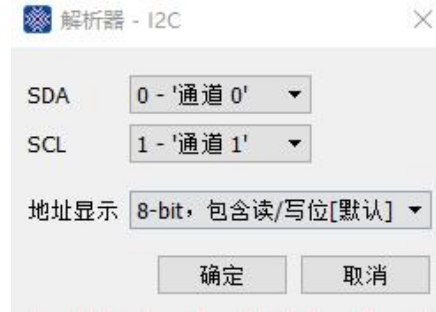 解析器 - I2C
SDA 0 - '通道 0'
SCL 1 - '通道 1'
地址显示 8-bit，包含读/写位[默认]
确定 取消